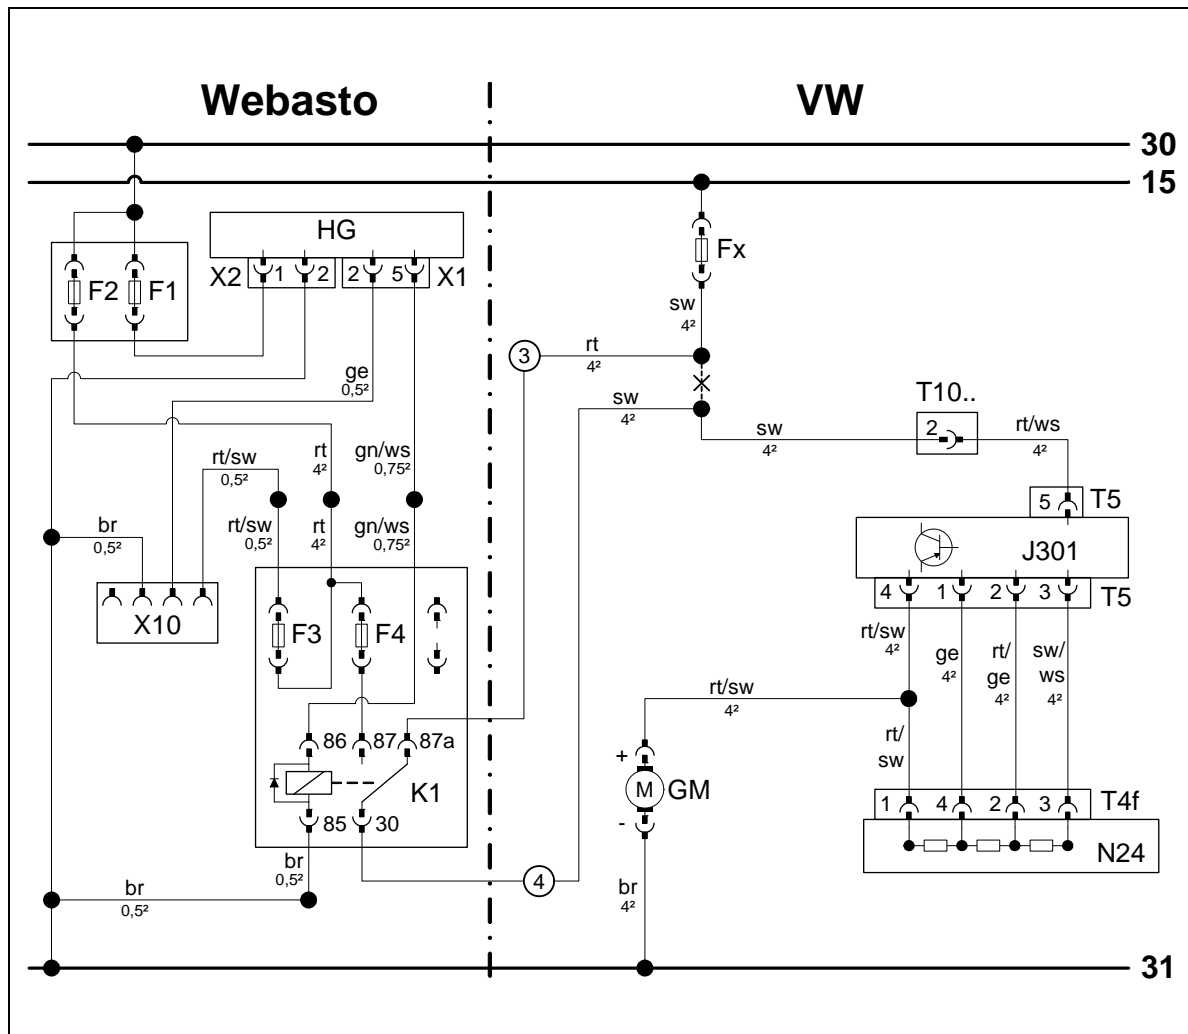 Webasto VW
30
15
HG
Fx
X2 1 2 2 5 X1
F2 F1
sw
4²
3 rt
4²
ge
0,5²
T10..
sw
4²
2
sw
4²
rt/ws
4²
rt
4²
gn/ws
0,75²
rt/sw
0,5²
5 T5
br
0,5²
rt/sw
0,5²
rt
4²
gn/ws
0,75²
J301
4 1 2 3 T5
X10
F3 F4
rt/sw
4²
ge
4²
rt/
ge
4²
sw/
ws
4²
rt/sw
4²
86 87 87a
rt/
sw
+
M GM
-
K1
85 30
1 4 2 3 T4f
N24
br
0,5²
br
0,5²
4
br
4²
31